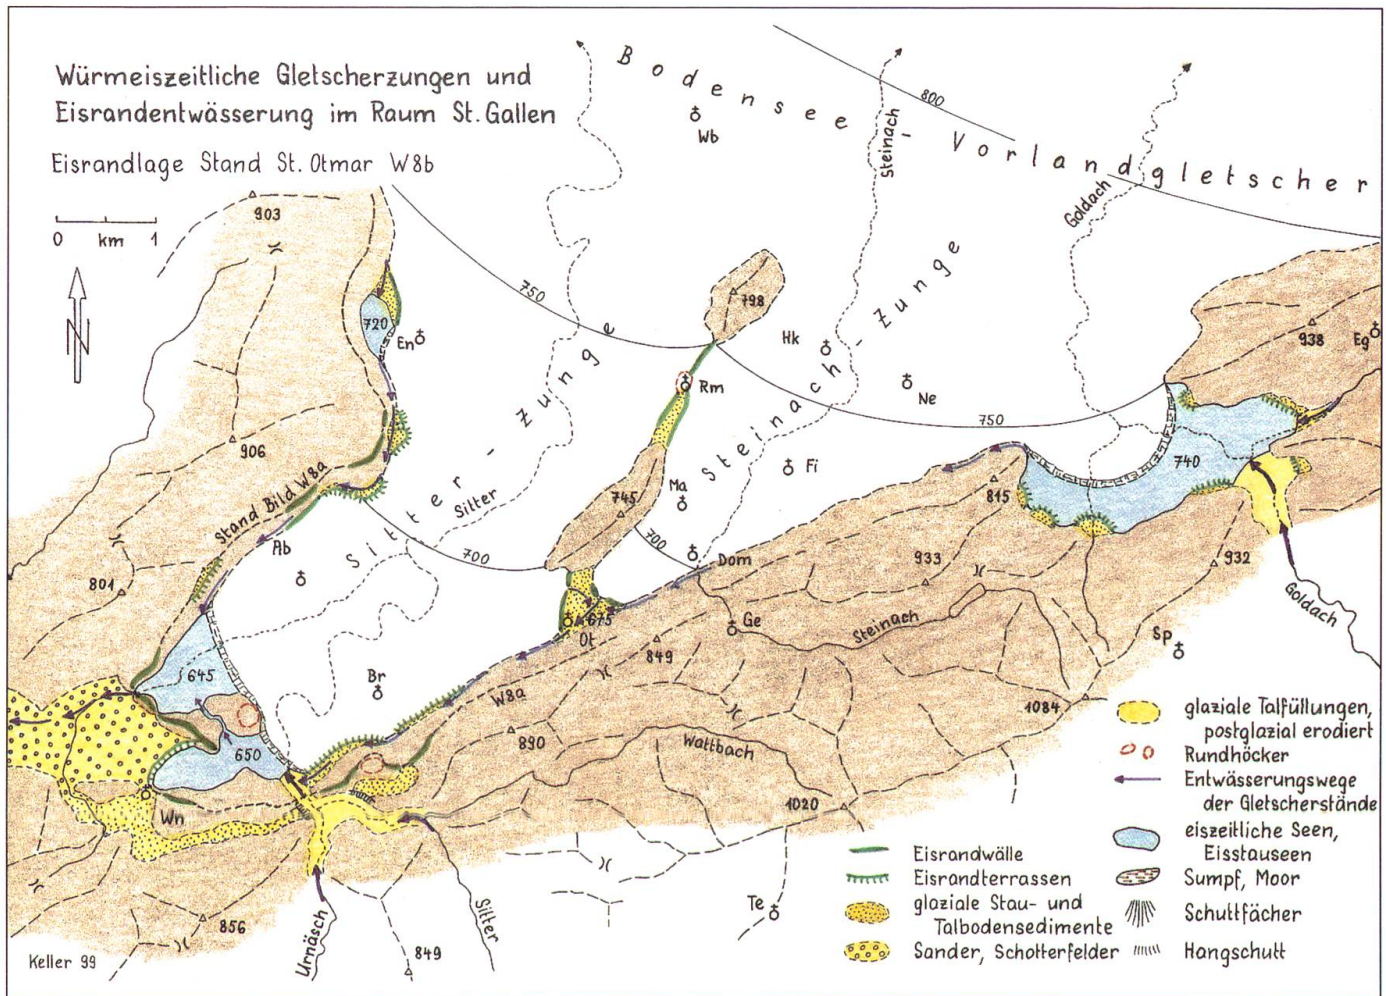 Würmeiszeitliche Gletscherzungen und
Eisrandentwässerung im Raum St. Gallen
Eisrandlage Stand St. Otmar W8b
0 km 1
N
Bodensee - Vorlandgletscher
Sitter - Zunge
Steinach - Zunge
Stand Bild W8a
W8a
Steinach
Goldach
Sitter
Steinach
Wattbach
Goldach
Urnäsch
Sitter
800
750
750
700
700
903
906
801
720
798
745
675
645
650
849
890
933
815
740
938
932
1084
1020
856
849
Wb
En
Hk
Rm
Ne
Fi
Ma
Ab
Dom
Ge
Ot
Br
Wn
Te
Sp
Eg
glaziale Talfüllungen,
postglazial erodiert
Rundhöcker
Entwässerungswege
der Gletscherstände
eiszeitliche Seen,
Eisstauseen
Sumpf, Moor
Schuttfächer
Hangschutt
Eisrandwälle
Eisrandterrassen
glaziale Stau- und
Talbodensedimente
Sander, Schotterfelder
Keller 99